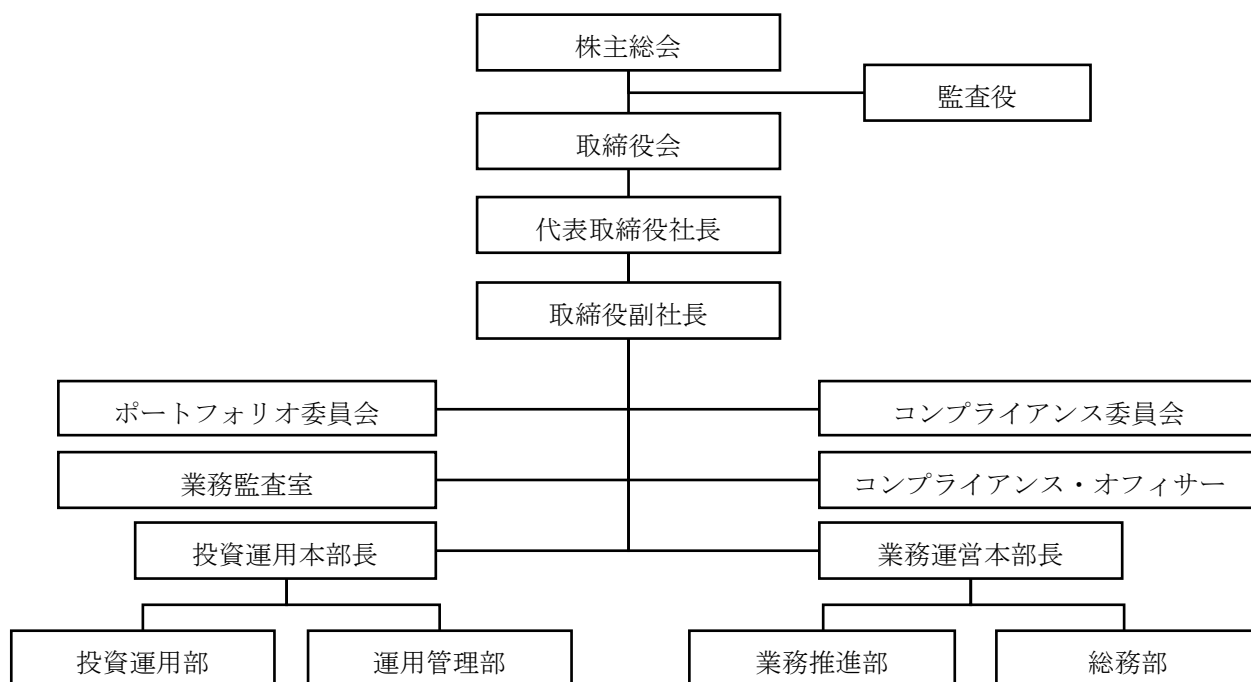 株主総会
監査役
取締役会
代表取締役社長
取締役副社長
ポートフォリオ委員会
コンプライアンス委員会
業務監査室
コンプライアンス・オフィサー
投資運用本部長
業務運営本部長
投資運用部
運用管理部
業務推進部
総務部